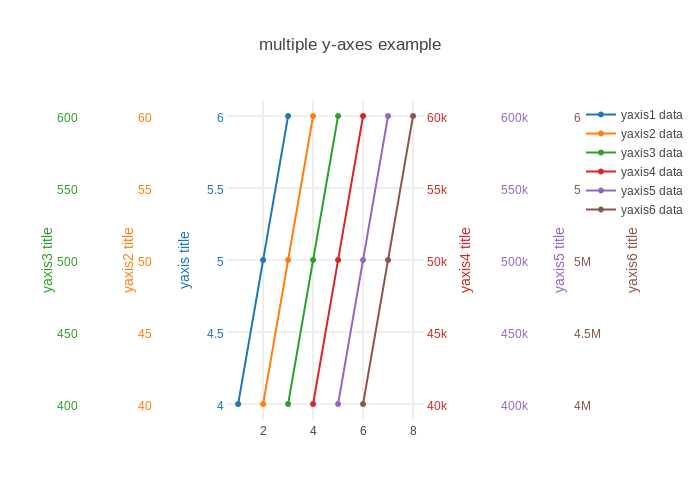 multiple y-axes example
600 60 6 60k 600k 6
yaxis1 data
yaxis2 data
yaxis3 data
yaxis4 data
yaxis5 data
yaxis6 data
550 55 5.5 55k 550k 5
500 50 5 50k 500k 5M
450 45 4.5 45k 450k 4.5M
400 40 4 40k 400k 4M
yaxis3 title
yaxis2 title
yaxis title
yaxis4 title
yaxis5 title
yaxis6 title
2 4 6 8